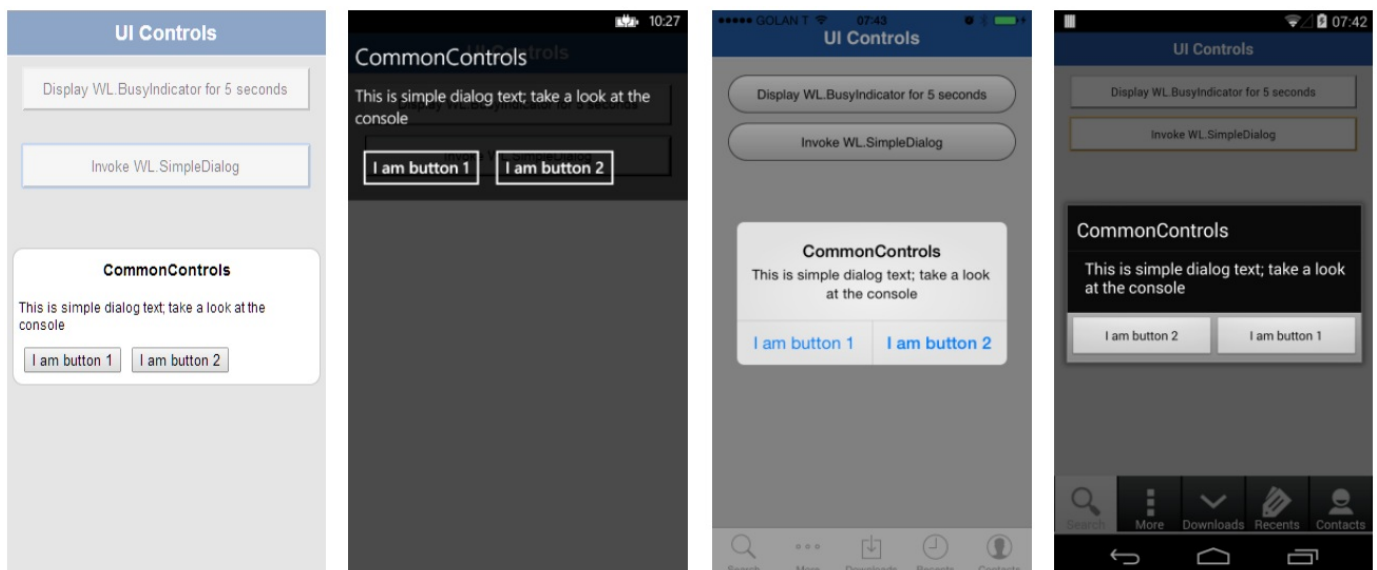 UI Controls
Display WL.BusyIndicator for 5 seconds
Invoke WL.SimpleDialog
CommonControls
This is simple dialog text; take a look at the
console
I am button 1
I am button 2
10:27
CommonControls
This is simple dialog text; take a look at the
console
I am button 1
I am button 2
GOLAN T
07:43
UI Controls
Display WL.BusyIndicator for 5 seconds
Invoke WL.SimpleDialog
CommonControls
This is simple dialog text; take a look
at the console
I am button 1
I am button 2
07:42
UI Controls
Display WL.BusyIndicator for 5 seconds
Invoke WL.SimpleDialog
CommonControls
This is simple dialog text; take a look
at the console
I am button 2
I am button 1
Search
More
Downloads
Recents
Contacts